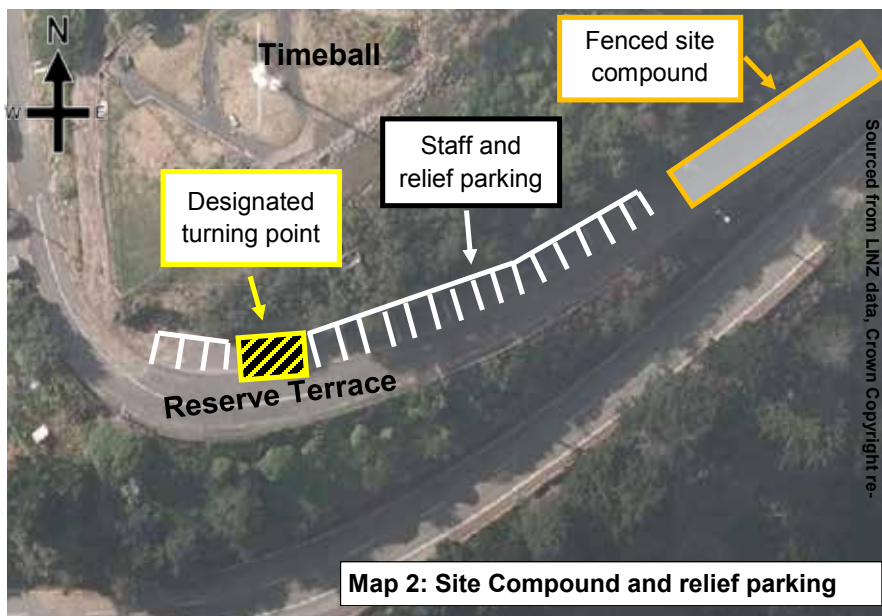 N
W
E
Timeball
Fenced site
compound
Staff and
relief parking
Designated
turning point
Reserve Terrace
Sourced from LINZ data, Crown Copyright re-
Map 2: Site Compound and relief parking